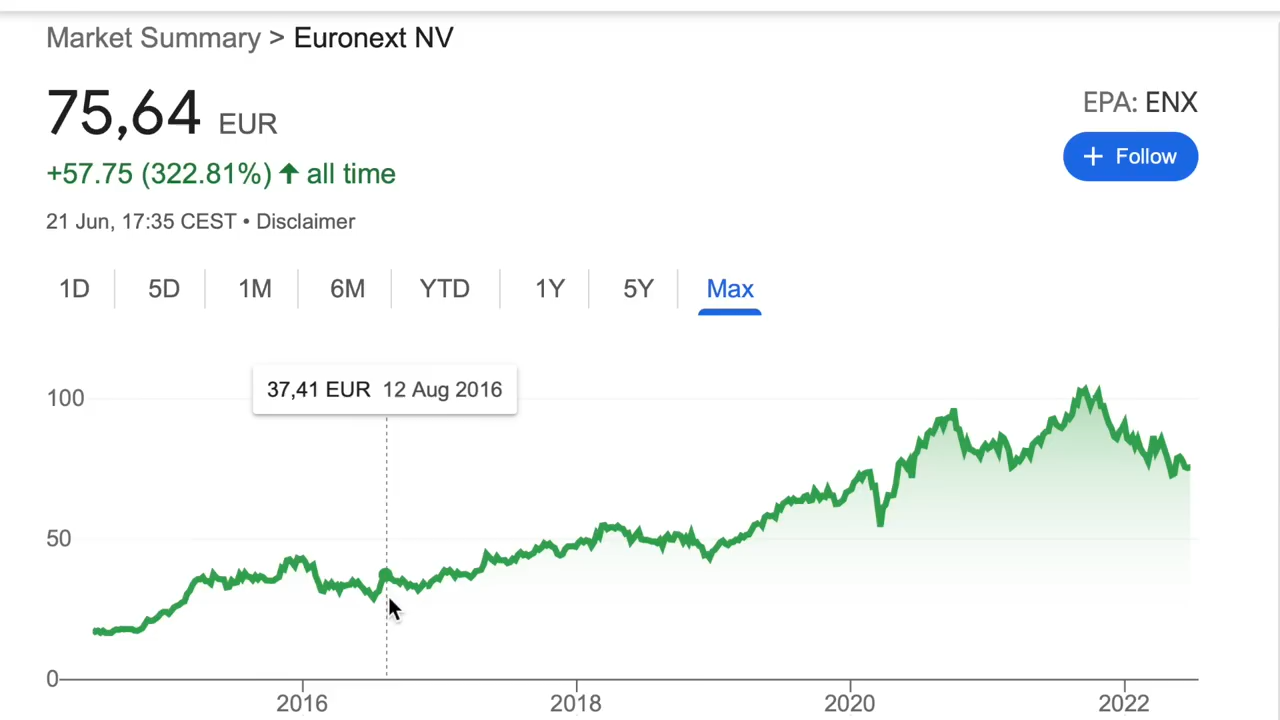 Market Summary > Euronext NV
75,64 EUR
EPA: ENX
+57.75 (322.81%) ↑ all time
+ Follow
21 Jun, 17:35 CEST • Disclaimer
1D 5D 1M 6M YTD 1Y 5Y Max
37,41 EUR 12 Aug 2016
100
50
0
2016 2018 2020 2022